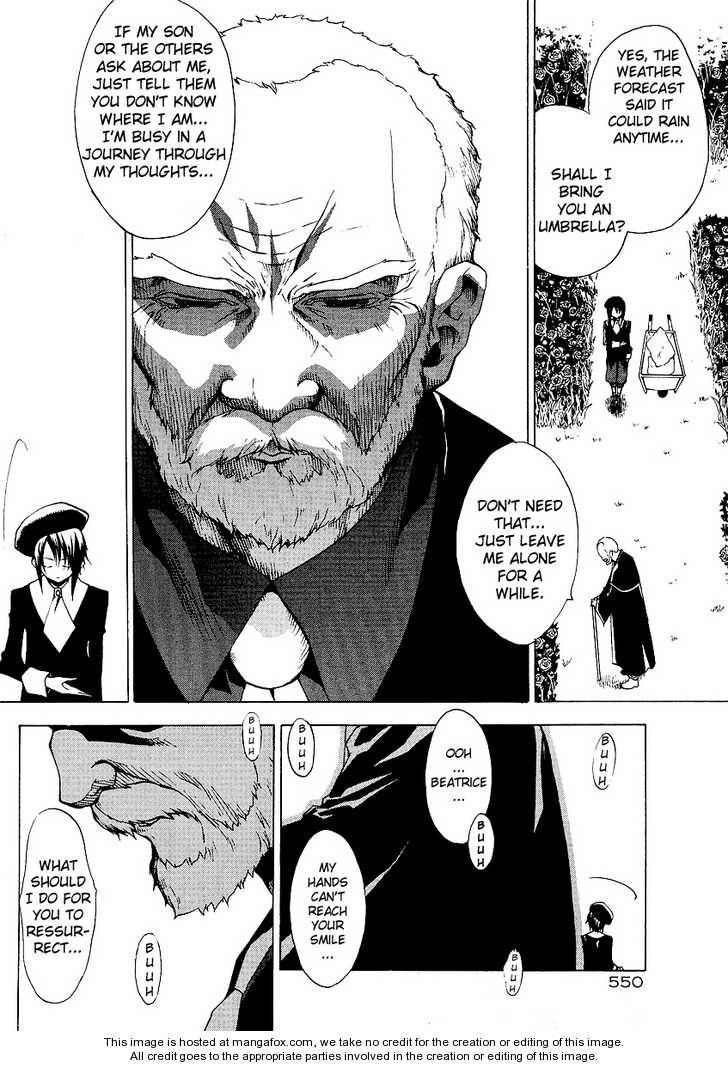 YES, THE
WEATHER
FORECAST
SAID IT
COULD RAIN
ANYTIME...
SHALL I
BRING
YOU AN
UMBRELLA?
DON'T NEED
THAT...
JUST LEAVE
ME ALONE
FOR A
WHILE.
IF MY SON
OR THE OTHERS
ASK ABOUT ME,
JUST TELL THEM
YOU DON'T KNOW
WHERE I AM...
I'M BUSY IN A
JOURNEY THROUGH
MY THOUGHTS...
BUUH
BUUH
OOH
...
BEATRICE
...
BUUH
BUUH
MY
HANDS
CAN'T
REACH
YOUR
SMILE
...
BUUH
BUUH
WHAT
SHOULD
I DO FOR
YOU TO
RESSUR-
RECT...
550
This image is hosted at mangafox.com, we take no credit for the creation or editing of this image.
All credit goes to the appropriate parties involved in the creation or editing of this image.